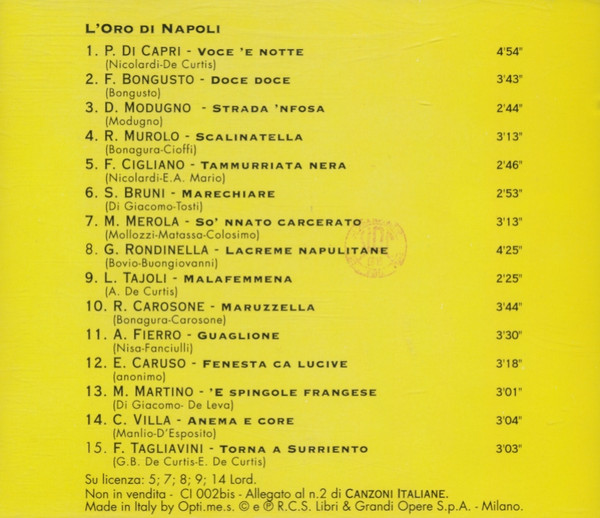 L'ORO DI NAPOLI
1. P. DI CAPRI - VOCE 'E NOTTE 4'54"
(Nicolardi-De Curtis)
2. F. BONGUSTO - DOCE DOCE 3'43"
(Bongusto)
3. D. MODUGNO - STRADA 'NFOSA 2'44"
(Modugno)
4. R. MUROLO - SCALINATELLA 3'13"
(Bonagura-Cioffi)
5. F. CIGLIANO - TAMMURRIATA NERA 2'46"
(Nicolardi-E.A. Mario)
6. S. BRUNI - MARECHIARE 2'53"
(Di Giacomo-Tosti)
7. M. MEROLA - SO' NNATO CARCERATO 3'13"
(Mollozzi-Matassa-Colosimo)
8. G. RONDINELLA - LACREME NAPULITANE 4'25"
(Bovio-Buongiovanni)
9. L. TAJOLI - MALAFEMMENA 2'25"
(A. De Curtis)
10. R. CAROSONE - MARUZZELLA 3'44"
(Bonagura-Carosone)
11. A. FIERRO - GUAGLIONE 3'30"
(Nisa-Fanciulli)
12. E. CARUSO - FENESTA CA LUCIVE 3'18"
(anonimo)
13. M. MARTINO - 'E SPINGOLE FRANGESE 3'01"
(Di Giacomo- De Leva)
14. C. VILLA - ANEMA E CORE 3'04"
(Manlio-D'Esposito)
15. F. TAGLIAVINI - TORNA A SURRIENTO 3'03"
(G.B. De Curtis-E. De Curtis)
Su licenza: 5; 7; 8; 9; 14 Lord.
Non in vendita - CI 002bis - Allegato al n.2 di CANZONI ITALIANE.
Made in Italy by Opti.me.s. © e ℗ R.C.S. Libri & Grandi Opere S.p.A. - Milano.